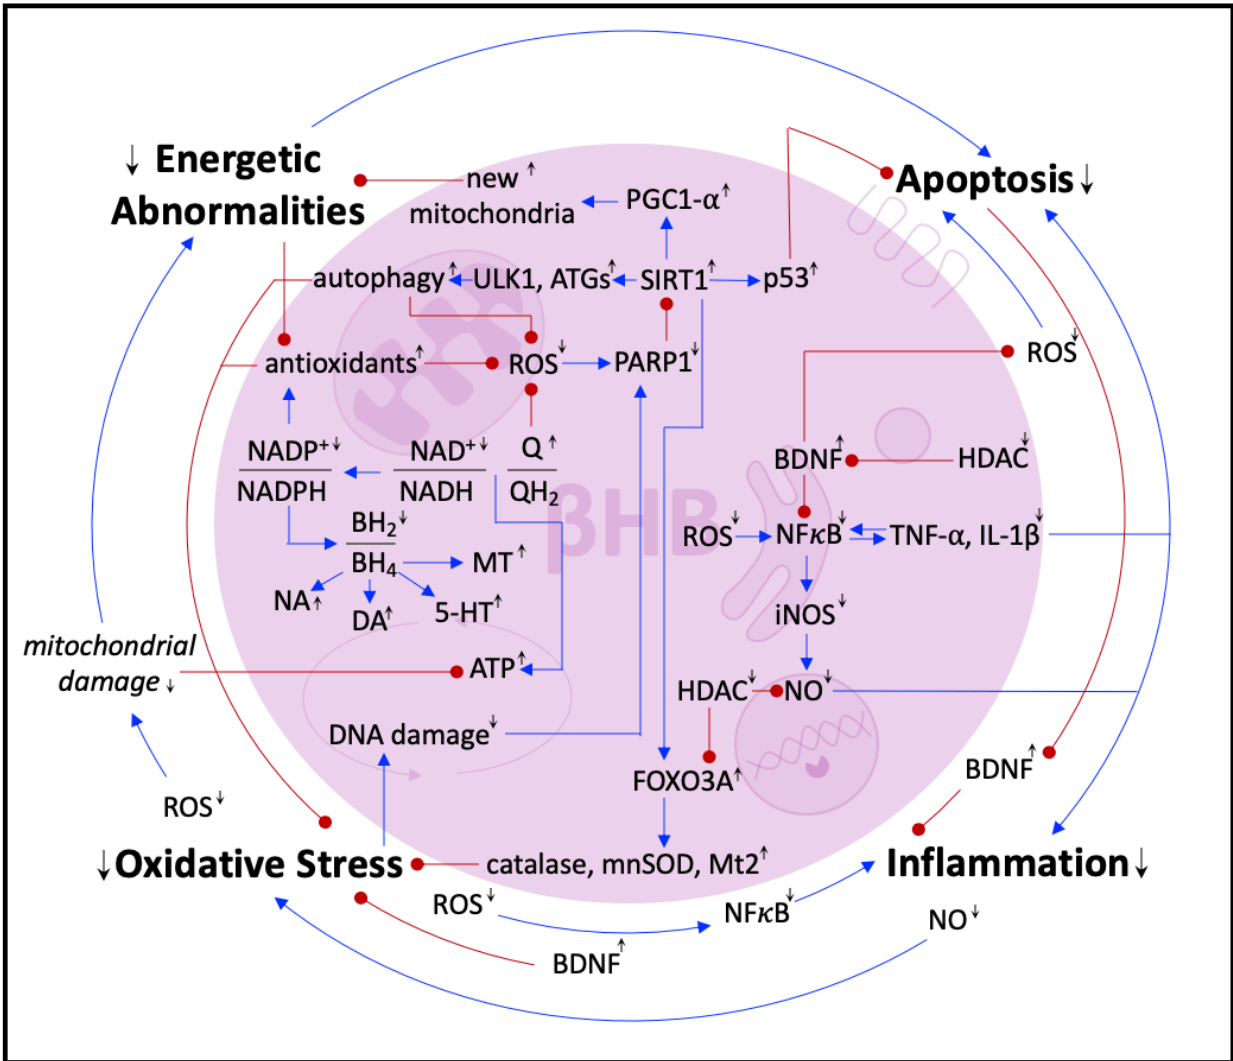 ↓ Energetic
Abnormalities
new ↑
mitochondria
PGC1-α↑
Apoptosis↓
autophagy↑
ULK1, ATGs↑
SIRT1↑
p53↑
antioxidants↑
ROS↓
PARP1↓
ROS↓
NADP+↓
NADPH
NAD+↓
NADH
Q↑
QH2
BDNF↑
HDAC↓
βHB
BH2↓
BH4
MT↑
NA↑
DA↑
5-HT↑
ROS↓
NFκB↓
TNF-α, IL-1β↓
iNOS↓
mitochondrial
damage ↓
ATP↑
HDAC↓
NO↓
DNA damage↓
FOXO3A↑
BDNF↑
ROS↓
↓Oxidative Stress
catalase, mnSOD, Mt2↑
Inflammation↓
ROS↓
NFκB↓
NO↓
BDNF↑